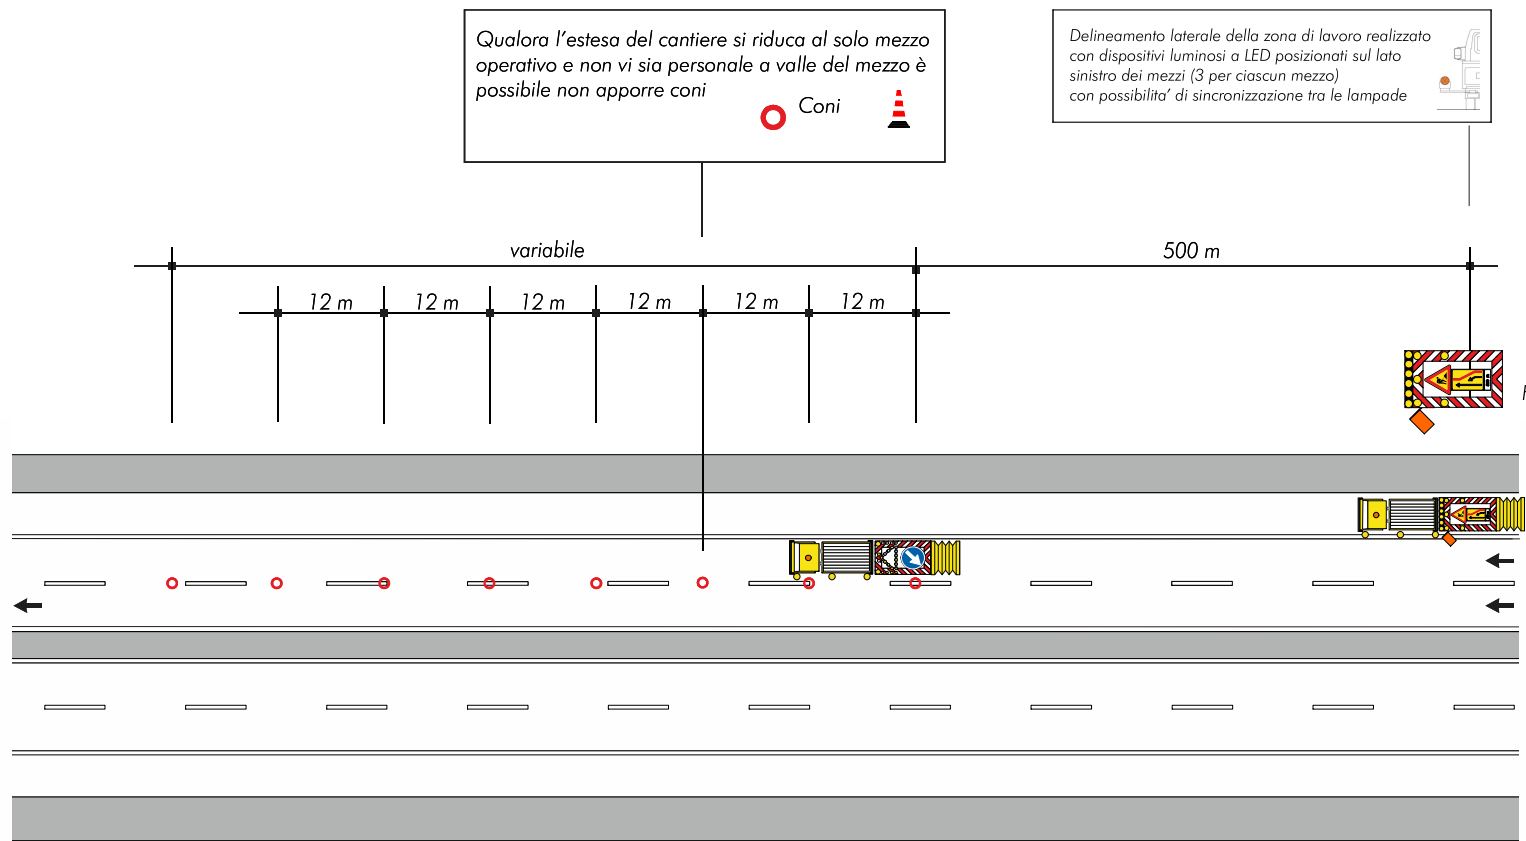 Qualora l'estesa del cantiere si riduca al solo mezzo
operativo e non vi sia personale a valle del mezzo è
possibile non apporre coni
Coni
Delineamento laterale della zona di lavoro realizzato
con dispositivi luminosi a LED posizionati sul lato
sinistro dei mezzi (3 per ciascun mezzo)
con possibilita' di sincronizzazione tra le lampade
variabile
500 m
12 m
12 m
12 m
12 m
12 m
12 m